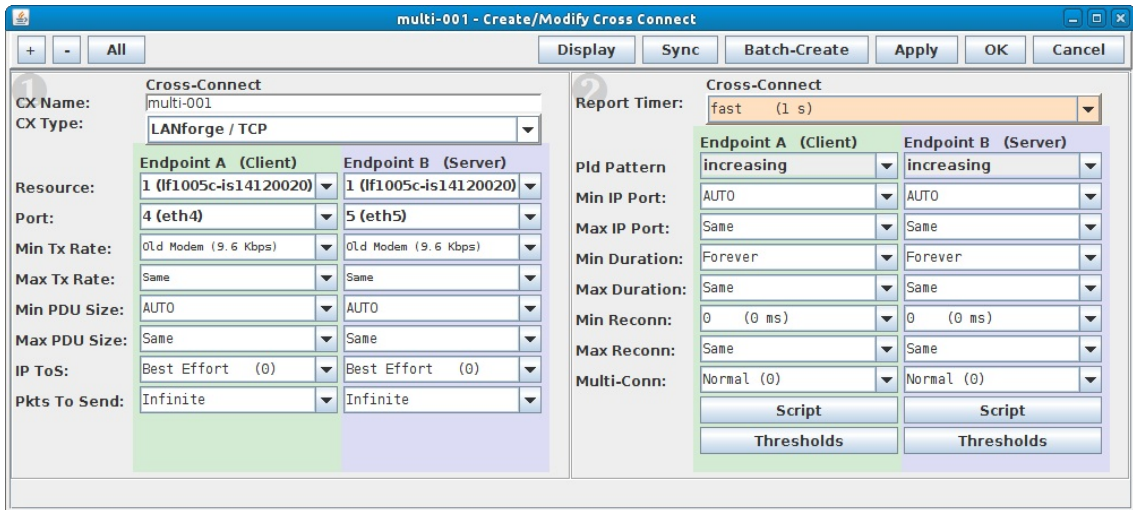 multi-001 - Create/Modify Cross Connect
+ - All Display Sync Batch-Create Apply OK Cancel
1
Cross-Connect
CX Name: multi-001
CX Type: LANforge / TCP
Endpoint A (Client) Endpoint B (Server)
Resource: 1 (lf1005c-is14120020) 1 (lf1005c-is14120020)
Port: 4 (eth4) 5 (eth5)
Min Tx Rate: Old Modem (9.6 Kbps) Old Modem (9.6 Kbps)
Max Tx Rate: Same Same
Min PDU Size: AUTO AUTO
Max PDU Size: Same Same
IP ToS: Best Effort (0) Best Effort (0)
Pkts To Send: Infinite Infinite
2
Cross-Connect
Report Timer: fast (1 s)
Endpoint A (Client) Endpoint B (Server)
Pld Pattern increasing increasing
Min IP Port: AUTO AUTO
Max IP Port: Same Same
Min Duration: Forever Forever
Max Duration: Same Same
Min Reconn: 0 (0 ms) 0 (0 ms)
Max Reconn: Same Same
Multi-Conn: Normal (0) Normal (0)
Script Script
Thresholds Thresholds